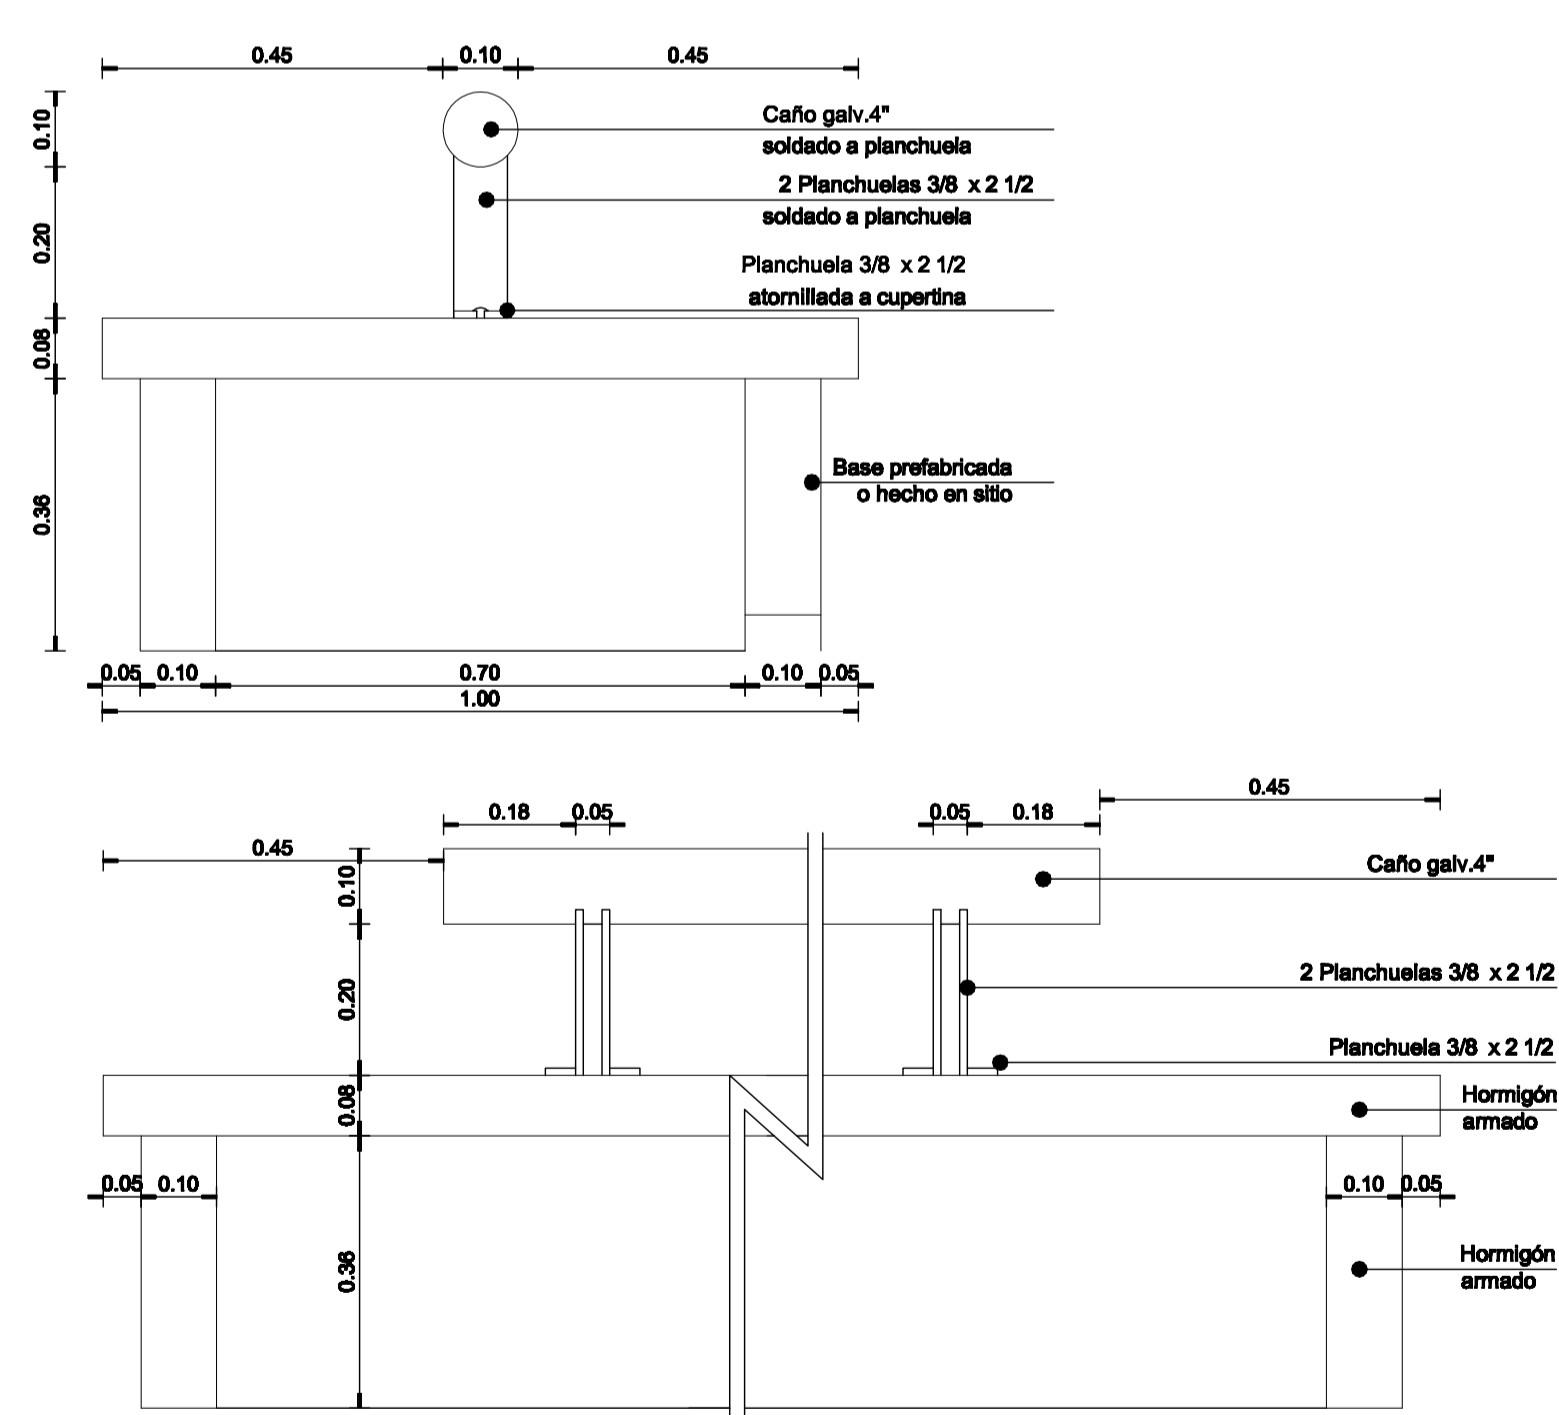 0.45
0.10
0.45
0.10
Caño galv.4"
soldado a planchuela
2 Planchuelas 3/8 x 2 1/2
soldado a planchuela
0.20
Planchuela 3/8 x 2 1/2
atornillada a cupertina
0.08
0.36
Base prefabricada
o hecho en sitio
0.05
0.10
0.70
0.10
0.05
1.00
0.45
0.18
0.05
0.05
0.18
0.45
0.10
Caño galv.4"
0.20
2 Planchuelas 3/8 x 2 1/2
Planchuela 3/8 x 2 1/2
0.08
Hormigón
armado
0.05
0.10
0.10
0.05
0.36
Hormigón
armado